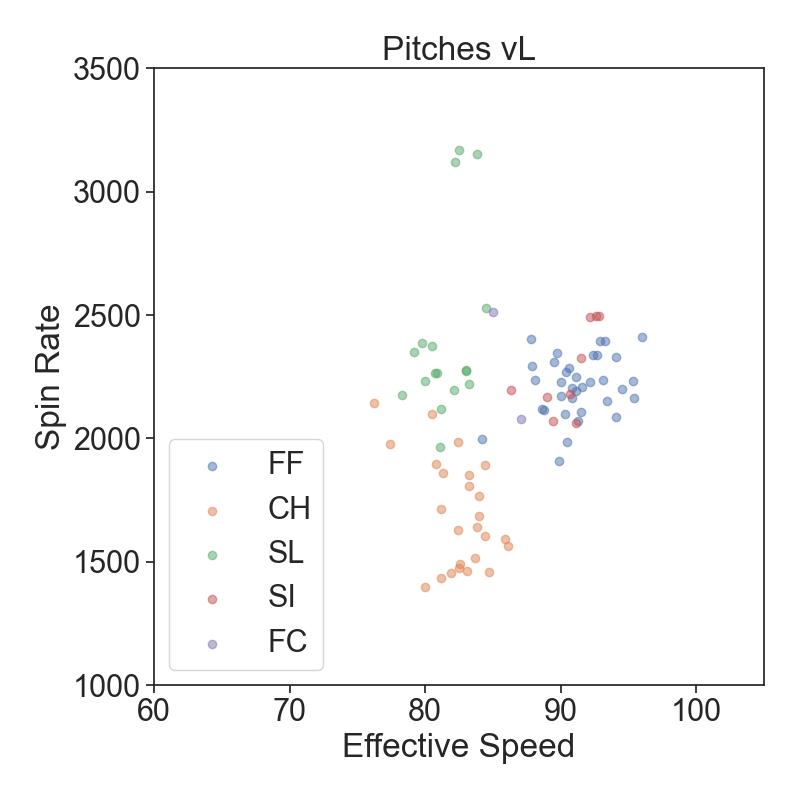 Pitches vL
3500
3000
2500
2000
1500
1000
Spin Rate
FF
CH
SL
SI
FC
60 70 80 90 100
Effective Speed